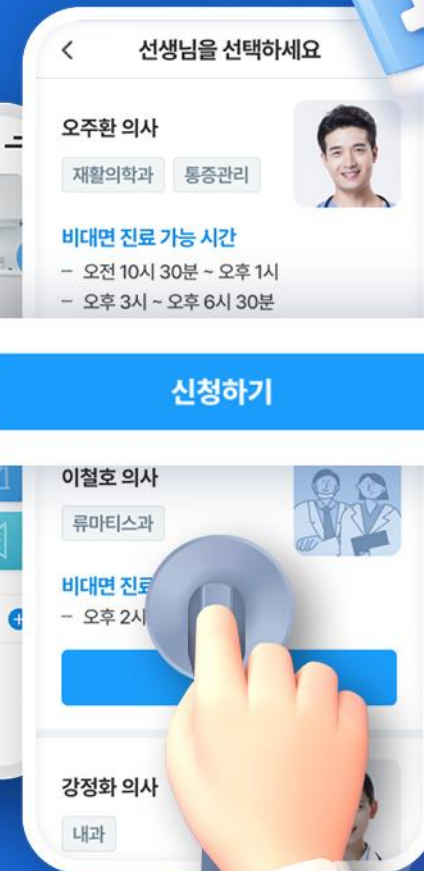 선생님을 선택하세요
오주환 의사
재활의학과 통증관리
비대면 진료 가능 시간
- 오전 10시 30분 ~ 오후 1시
- 오후 3시 ~ 오후 6시 30분
신청하기
이철호 의사
류마티스과
비대면 진료
- 오후 2시
강정화 의사
내과